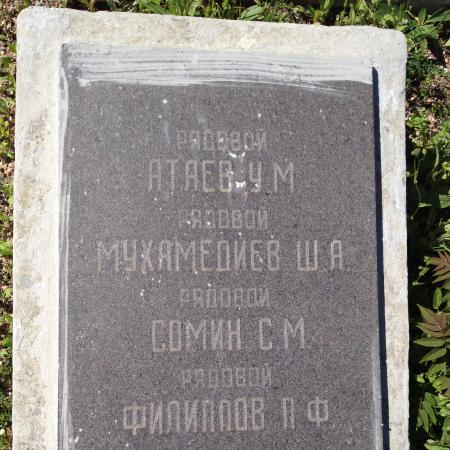 РЯДОВОЙ
АТАЕВ У.М
РЯДОВОЙ
МУХАМЕДИЕВ Ш.А.
РЯДОВОЙ
СОМИН С.М.
РЯДОВОЙ
ФИЛИППОВ П.Ф.